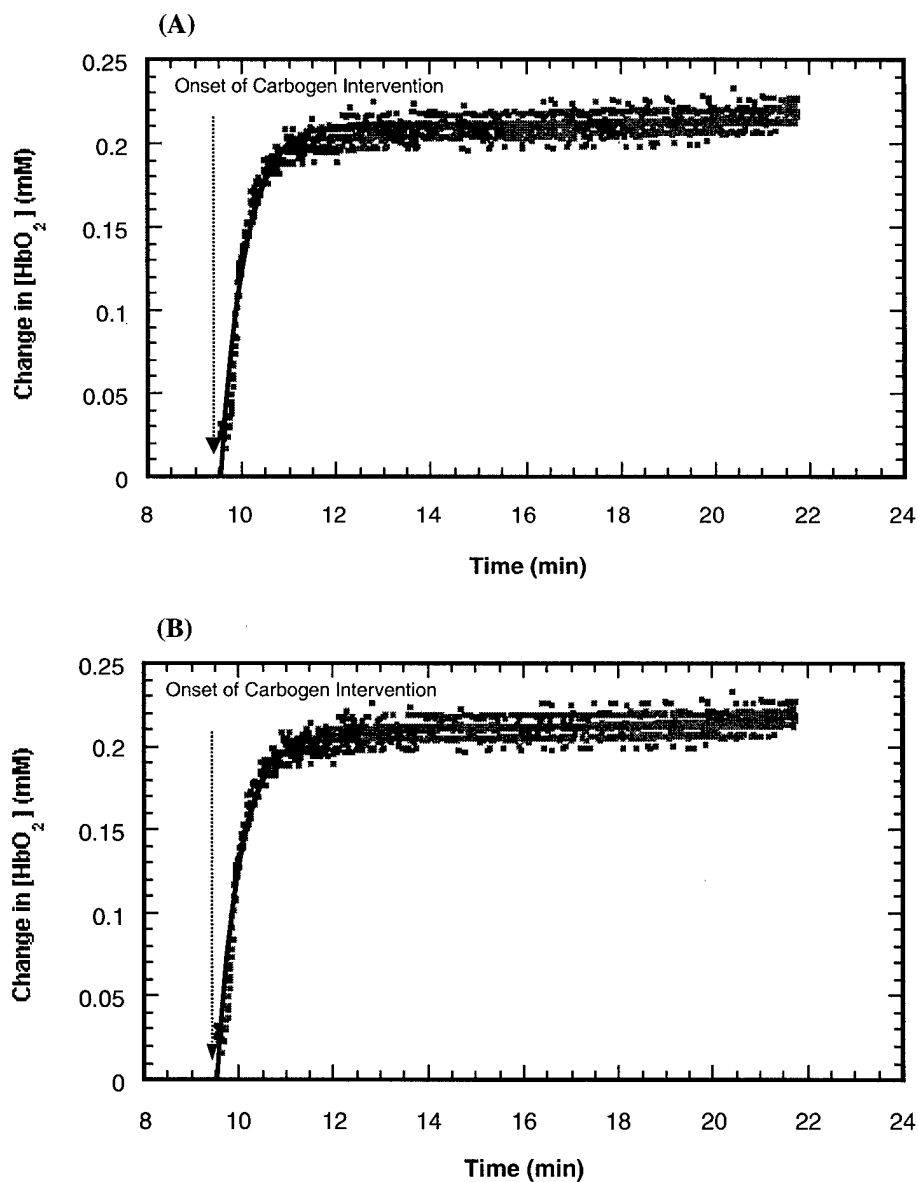 (A)
0.25
Onset of Carbogen Intervention
0.2
0.15
0.1
0.05
0
Change in [HbO2] (mM)
8 10 12 14 16 18 20 22 24
Time (min)
(B)
0.25
Onset of Carbogen Intervention
0.2
0.15
0.1
0.05
0
Change in [HbO2] (mM)
8 10 12 14 16 18 20 22 24
Time (min)